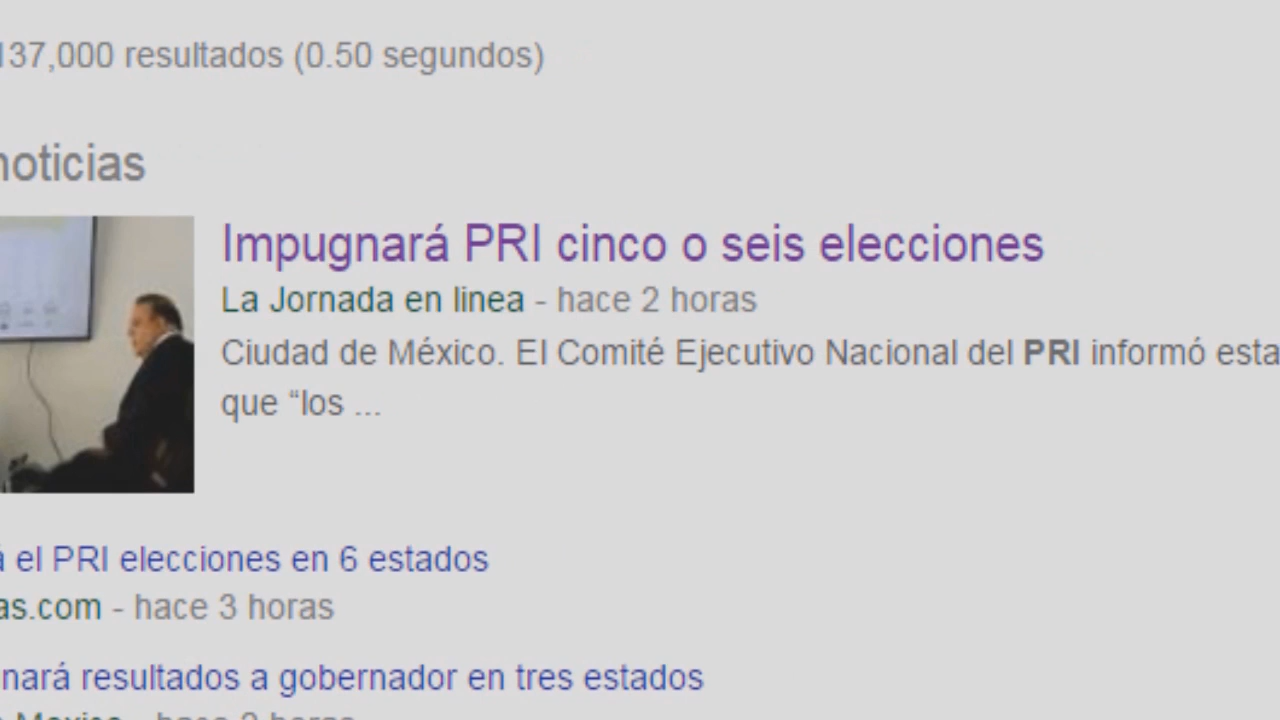 137,000 resultados (0.50 segundos)
noticias
Impugnará PRI cinco o seis elecciones
La Jornada en linea - hace 2 horas
Ciudad de México. El Comité Ejecutivo Nacional del PRI informó esta
que “los ...
el PRI elecciones en 6 estados
as.com - hace 3 horas
nará resultados a gobernador en tres estados
Mexico - hace